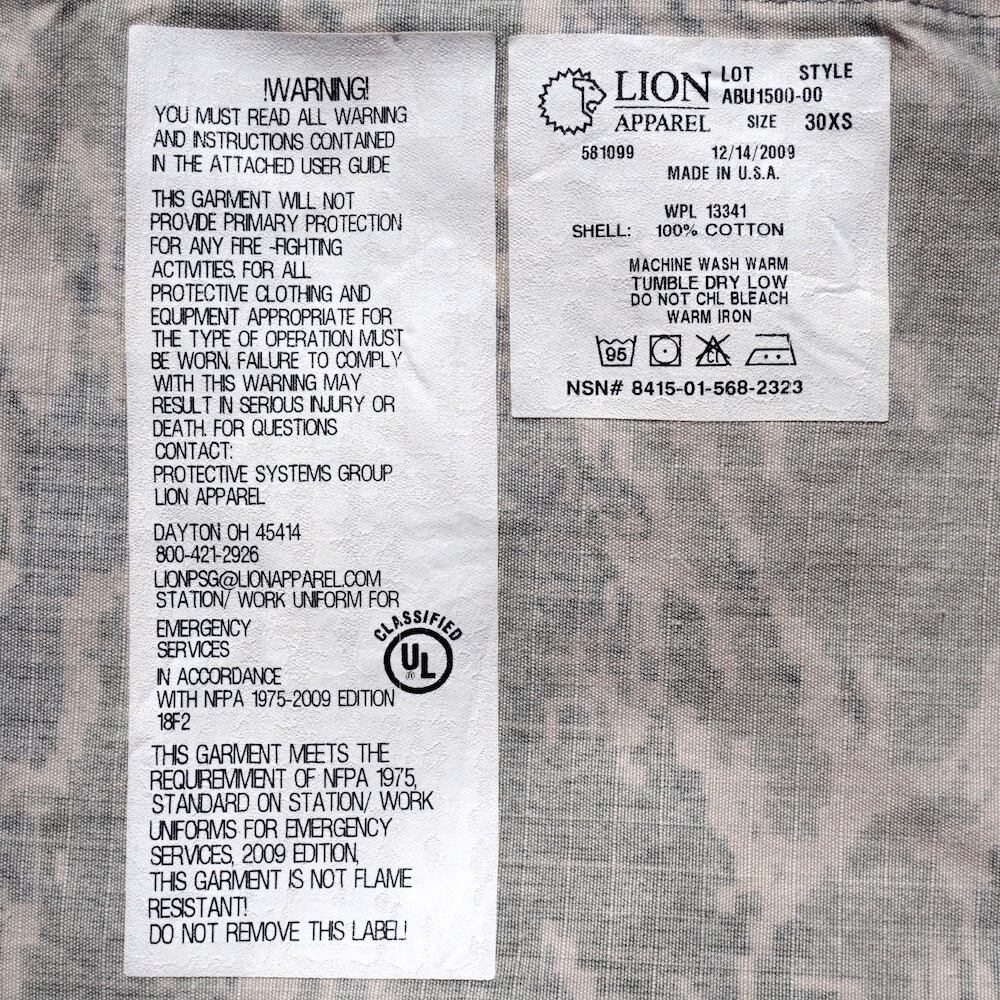 !WARNING!
YOU MUST READ ALL WARNING
AND INSTRUCTIONS CONTAINED
IN THE ATTACHED USER GUIDE
THIS GARMENT WILL NOT
PROVIDE PRIMARY PROTECTION
FOR ANY FIRE -FIGHTING
ACTIVITIES. FOR ALL
PROTECTIVE CLOTHING AND
EQUIPMENT APPROPRIATE FOR
THE TYPE OF OPERATION MUST
BE WORN. FAILURE TO COMPLY
WITH THIS WARNING MAY
RESULT IN SERIOUS INJURY OR
DEATH. FOR QUESTIONS
CONTACT:
PROTECTIVE SYSTEMS GROUP
LION APPAREL
DAYTON OH 45414
800-421-2926
LIONPSG@LIONAPPAREL.COM
STATION/ WORK UNIFORM FOR
EMERGENCY
SERVICES
IN ACCORDANCE
WITH NFPA 1975-2009 EDITION
18F2
CLASSIFIED
UL
®
THIS GARMENT MEETS THE
REQUIREMMENT OF NFPA 1975,
STANDARD ON STATION/ WORK
UNIFORMS FOR EMERGENCY
SERVICES, 2009 EDITION,
THIS GARMENT IS NOT FLAME
RESISTANT!
DO NOT REMOVE THIS LABEL!
LION
APPAREL
LOT STYLE
ABU1500-00
SIZE 30XS
581099 12/14/2009
MADE IN U.S.A.
WPL 13341
SHELL: 100% COTTON
MACHINE WASH WARM
TUMBLE DRY LOW
DO NOT CHL BLEACH
WARM IRON
95 Cl
NSN# 8415-01-568-2323